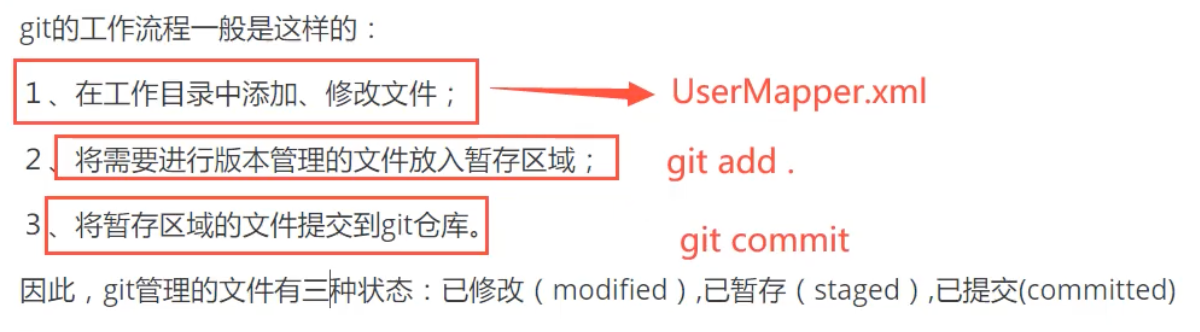 git的工作流程一般是这样的：
1、在工作目录中添加、修改文件； UserMapper.xml
2、将需要进行版本管理的文件放入暂存区域； git add .
3、将暂存区域的文件提交到git仓库。 git commit
因此，git管理的文件有三种状态：已修改（modified）,已暂存（staged）,已提交(committed)